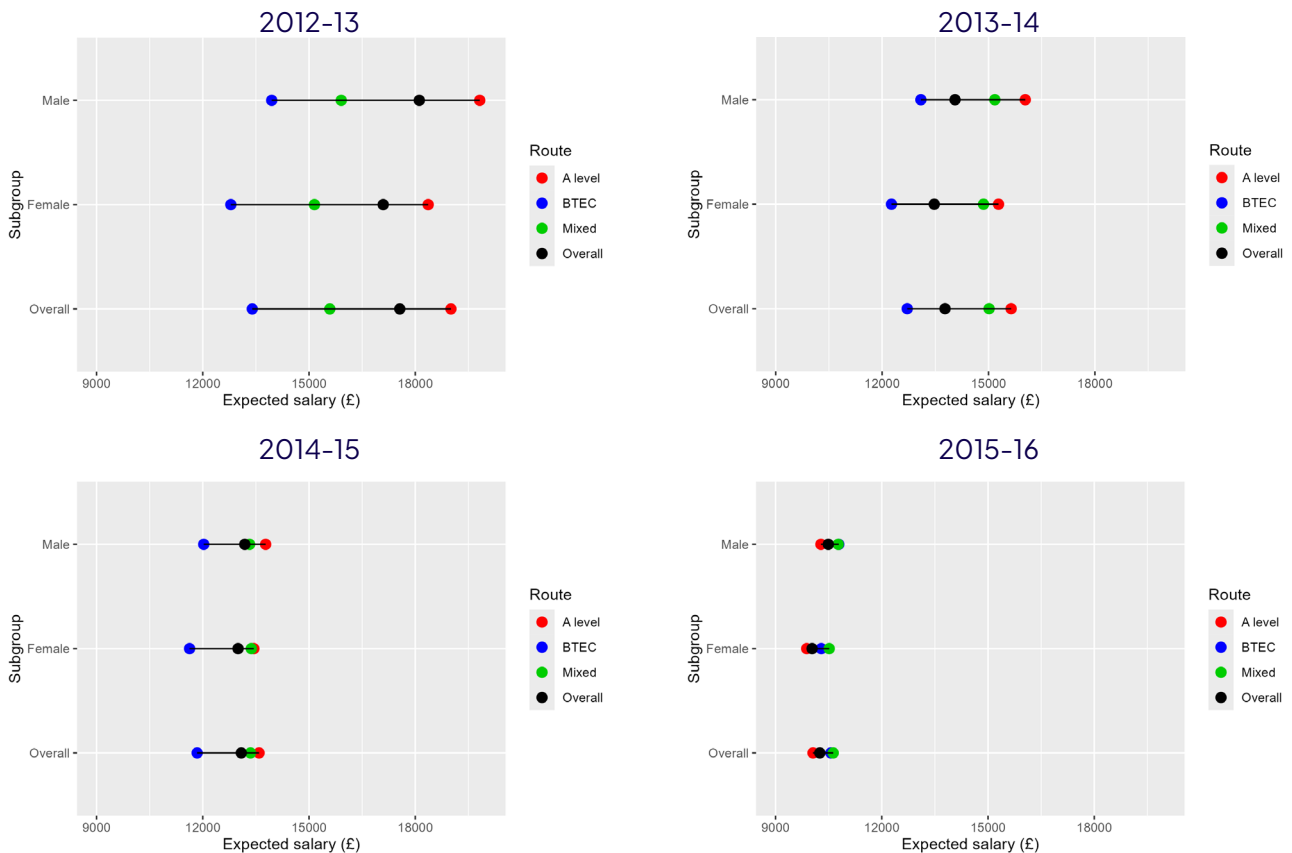 2012-13
Male
Female
Overall
Subgroup
9000 12000 15000 18000
Expected salary (£)
Route
A level
BTEC
Mixed
Overall
2013-14
Male
Female
Overall
Subgroup
9000 12000 15000 18000
Expected salary (£)
Route
A level
BTEC
Mixed
Overall
2014-15
Male
Female
Overall
Subgroup
9000 12000 15000 18000
Expected salary (£)
Route
A level
BTEC
Mixed
Overall
2015-16
Male
Female
Overall
Subgroup
9000 12000 15000 18000
Expected salary (£)
Route
A level
BTEC
Mixed
Overall